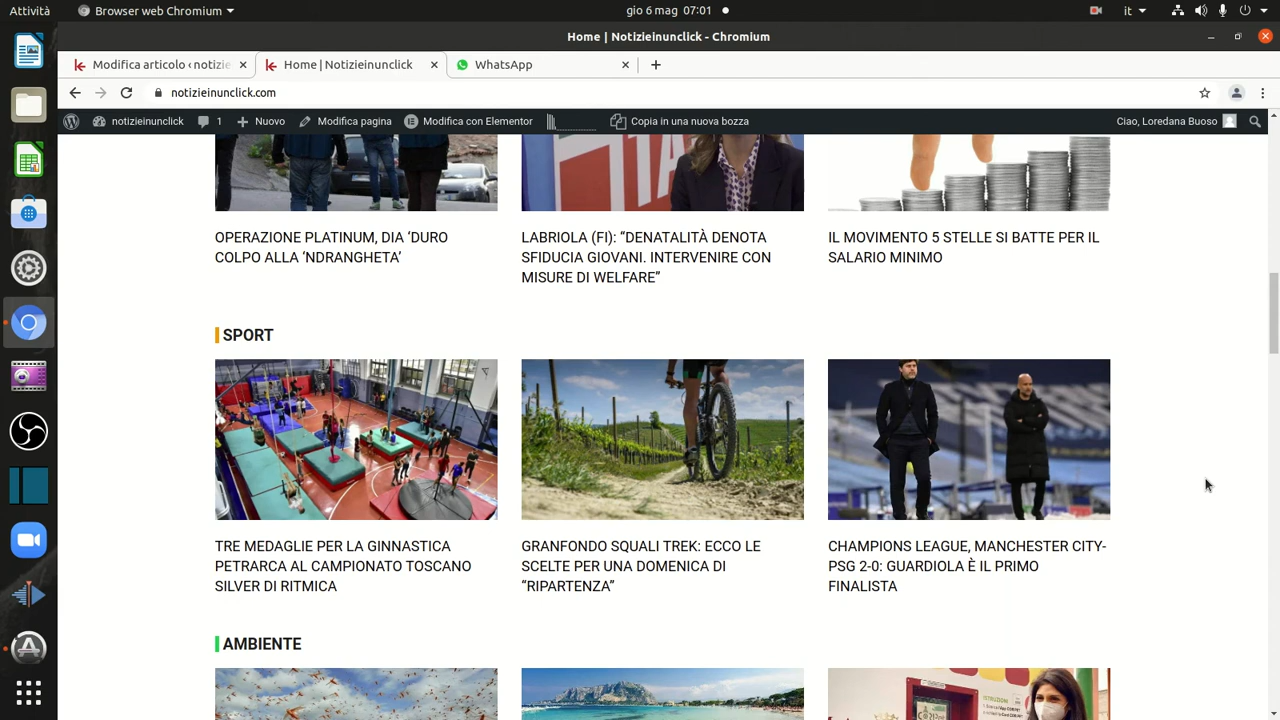 Attività
Browser web Chromium
gio 6 mag 07:01
it
Home | Notizieinunclick - Chromium
Modifica articolo ‹ notizie
Home | Notizieinunclick
WhatsApp
notizieinunclick.com
notizieinunclick
1
Nuovo
Modifica pagina
Modifica con Elementor
Copia in una nuova bozza
Ciao, Loredana Buoso
OPERAZIONE PLATINUM, DIA ‘DURO
COLPO ALLA ‘NDRANGHETA’
LABRIOLA (FI): “DENATALITÀ DENOTA
SFIDUCIA GIOVANI. INTERVENIRE CON
MISURE DI WELFARE”
IL MOVIMENTO 5 STELLE SI BATTE PER IL
SALARIO MINIMO
SPORT
TRE MEDAGLIE PER LA GINNASTICA
PETRARCA AL CAMPIONATO TOSCANO
SILVER DI RITMICA
GRANFONDO SQUALI TREK: ECCO LE
SCELTE PER UNA DOMENICA DI
“RIPARTENZA”
CHAMPIONS LEAGUE, MANCHESTER CITY-
PSG 2-0: GUARDIOLA È IL PRIMO
FINALISTA
AMBIENTE
ISTRUZIONI